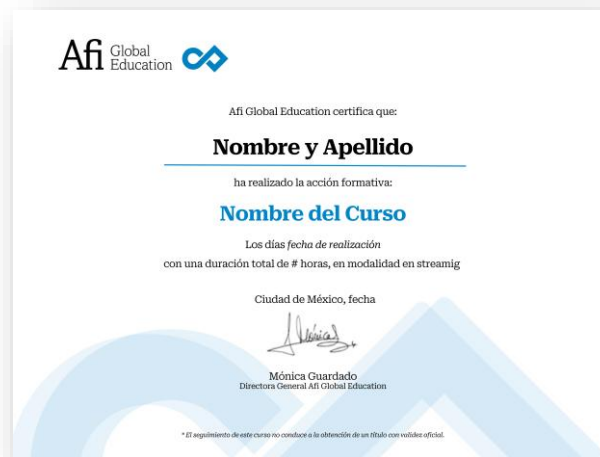 Afi Global
Education
Afi Global Education certifica que:
Nombre y Apellido
ha realizado la acción formativa:
Nombre del Curso
Los días fecha de realización
con una duración total de # horas, en modalidad en streamig
Ciudad de México, fecha
Mónica Guardado
Directora General Afi Global Education
* El seguimiento de este curso no conduce a la obtención de un título con validez oficial.